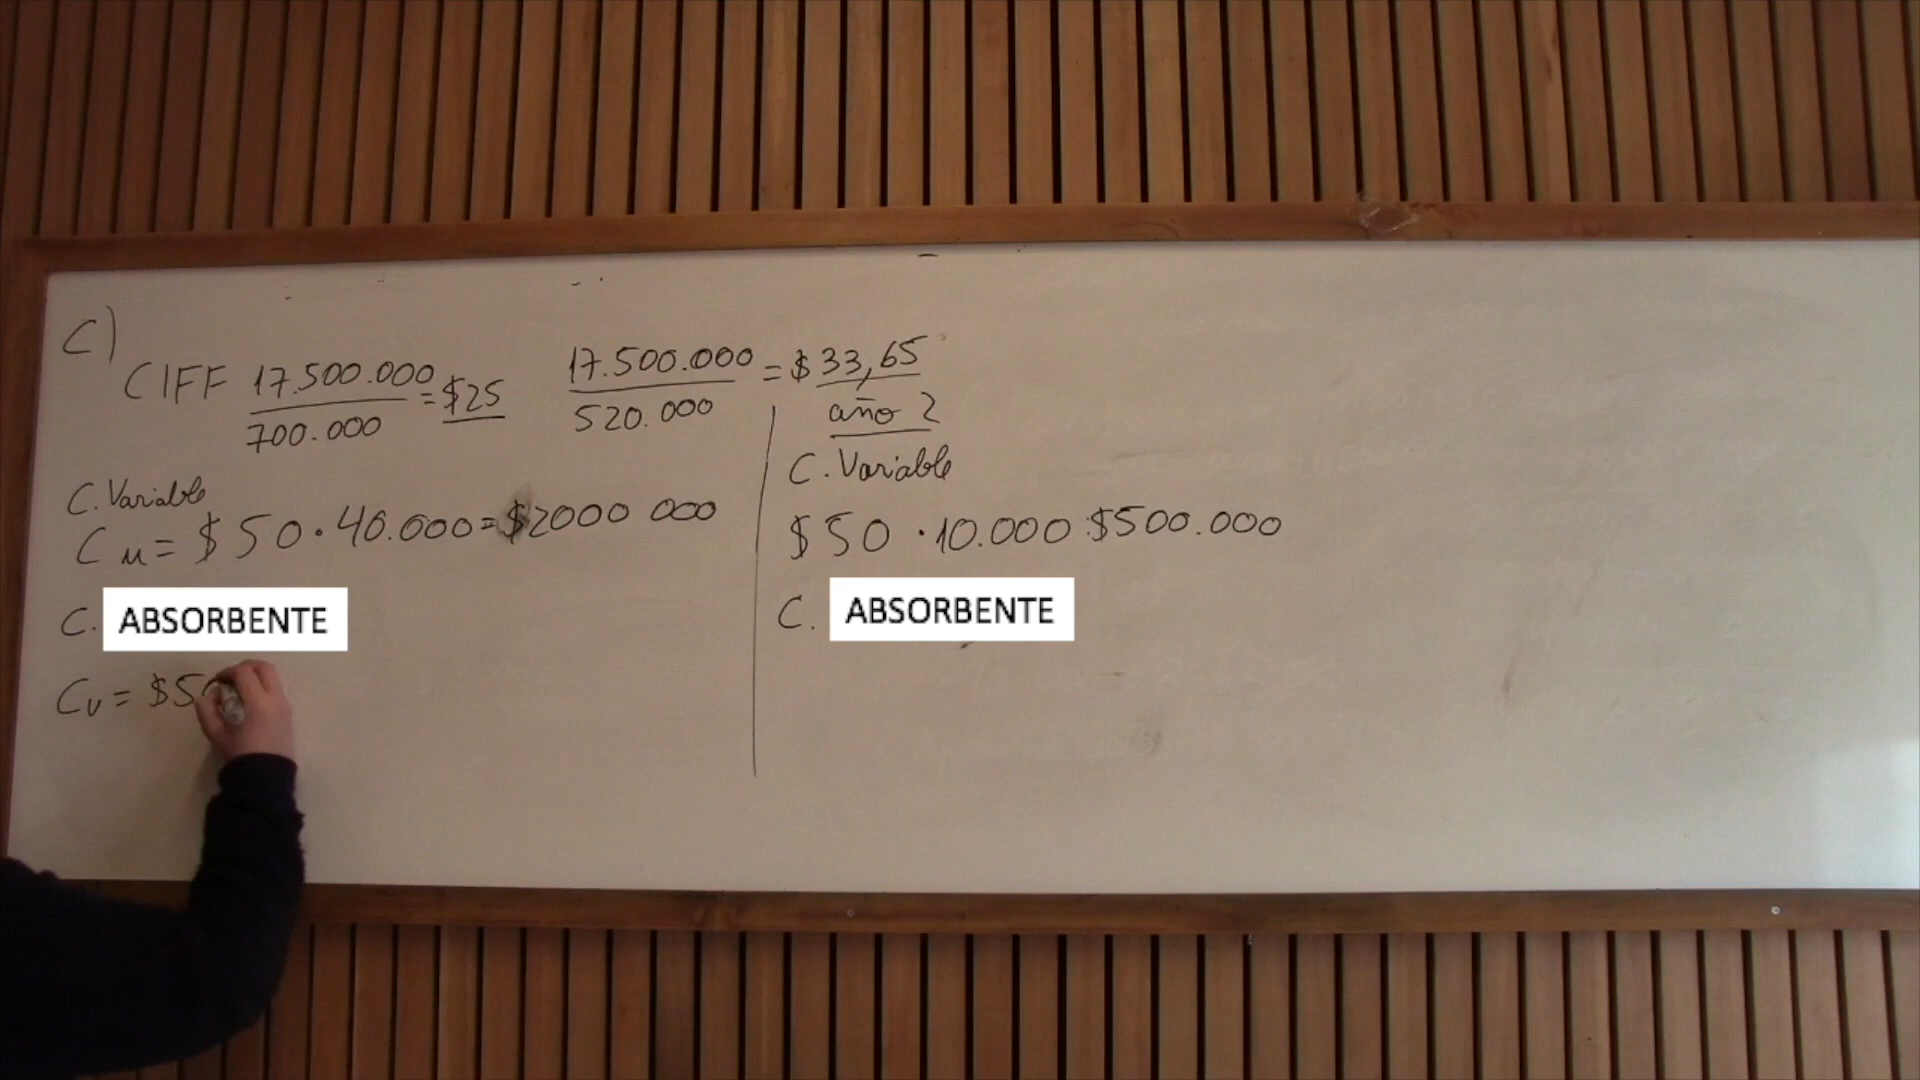 C)
CIFF 17.500.000 / 700.000 = $25
17.500.000 / 520.000 = $33,65
C. Variable
Cu = $50 · 40.000 = $2000 000
C. ABSORBENTE
Cu = $50
año 2
C. Variable
$50 · 10.000 : $500.000
C. ABSORBENTE